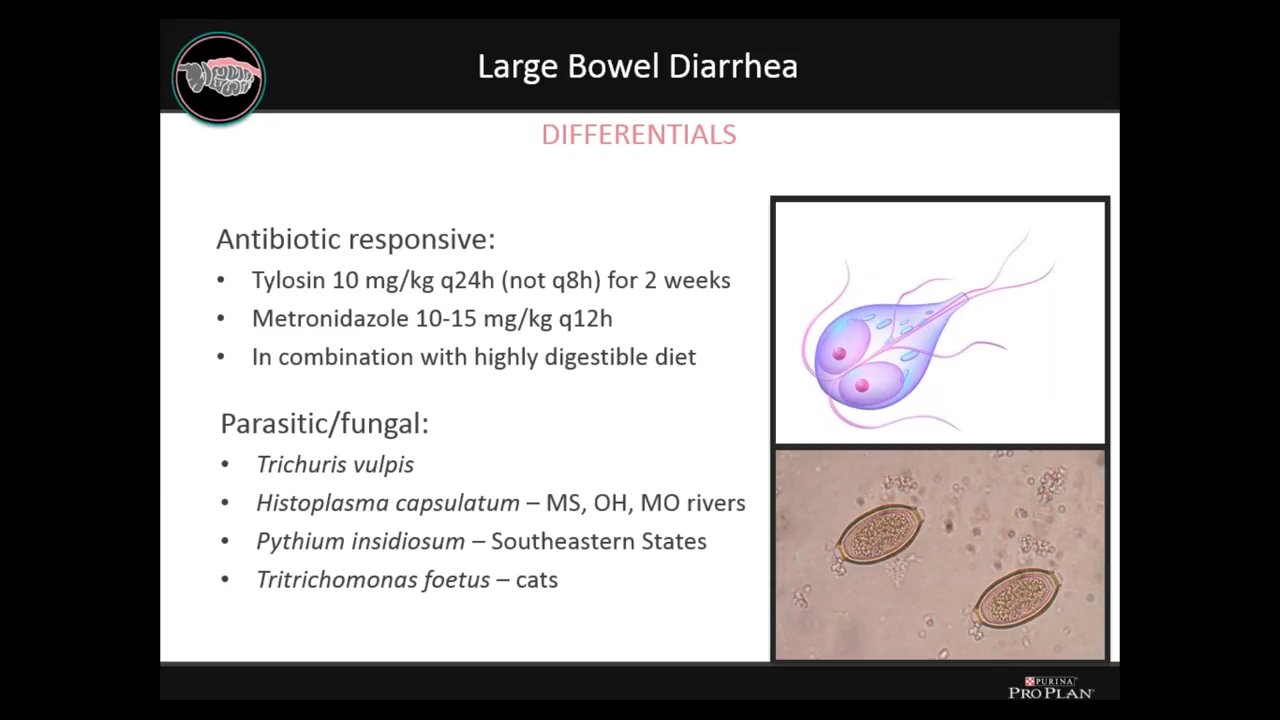 Large Bowel Diarrhea
DIFFERENTIALS
Antibiotic responsive:
• Tylosin 10 mg/kg q24h (not q8h) for 2 weeks
• Metronidazole 10-15 mg/kg q12h
• In combination with highly digestible diet
Parasitic/fungal:
• Trichuris vulpis
• Histoplasma capsulatum – MS, OH, MO rivers
• Pythium insidiosum – Southeastern States
• Tritrichomonas foetus – cats
PURINA
PRO PLAN